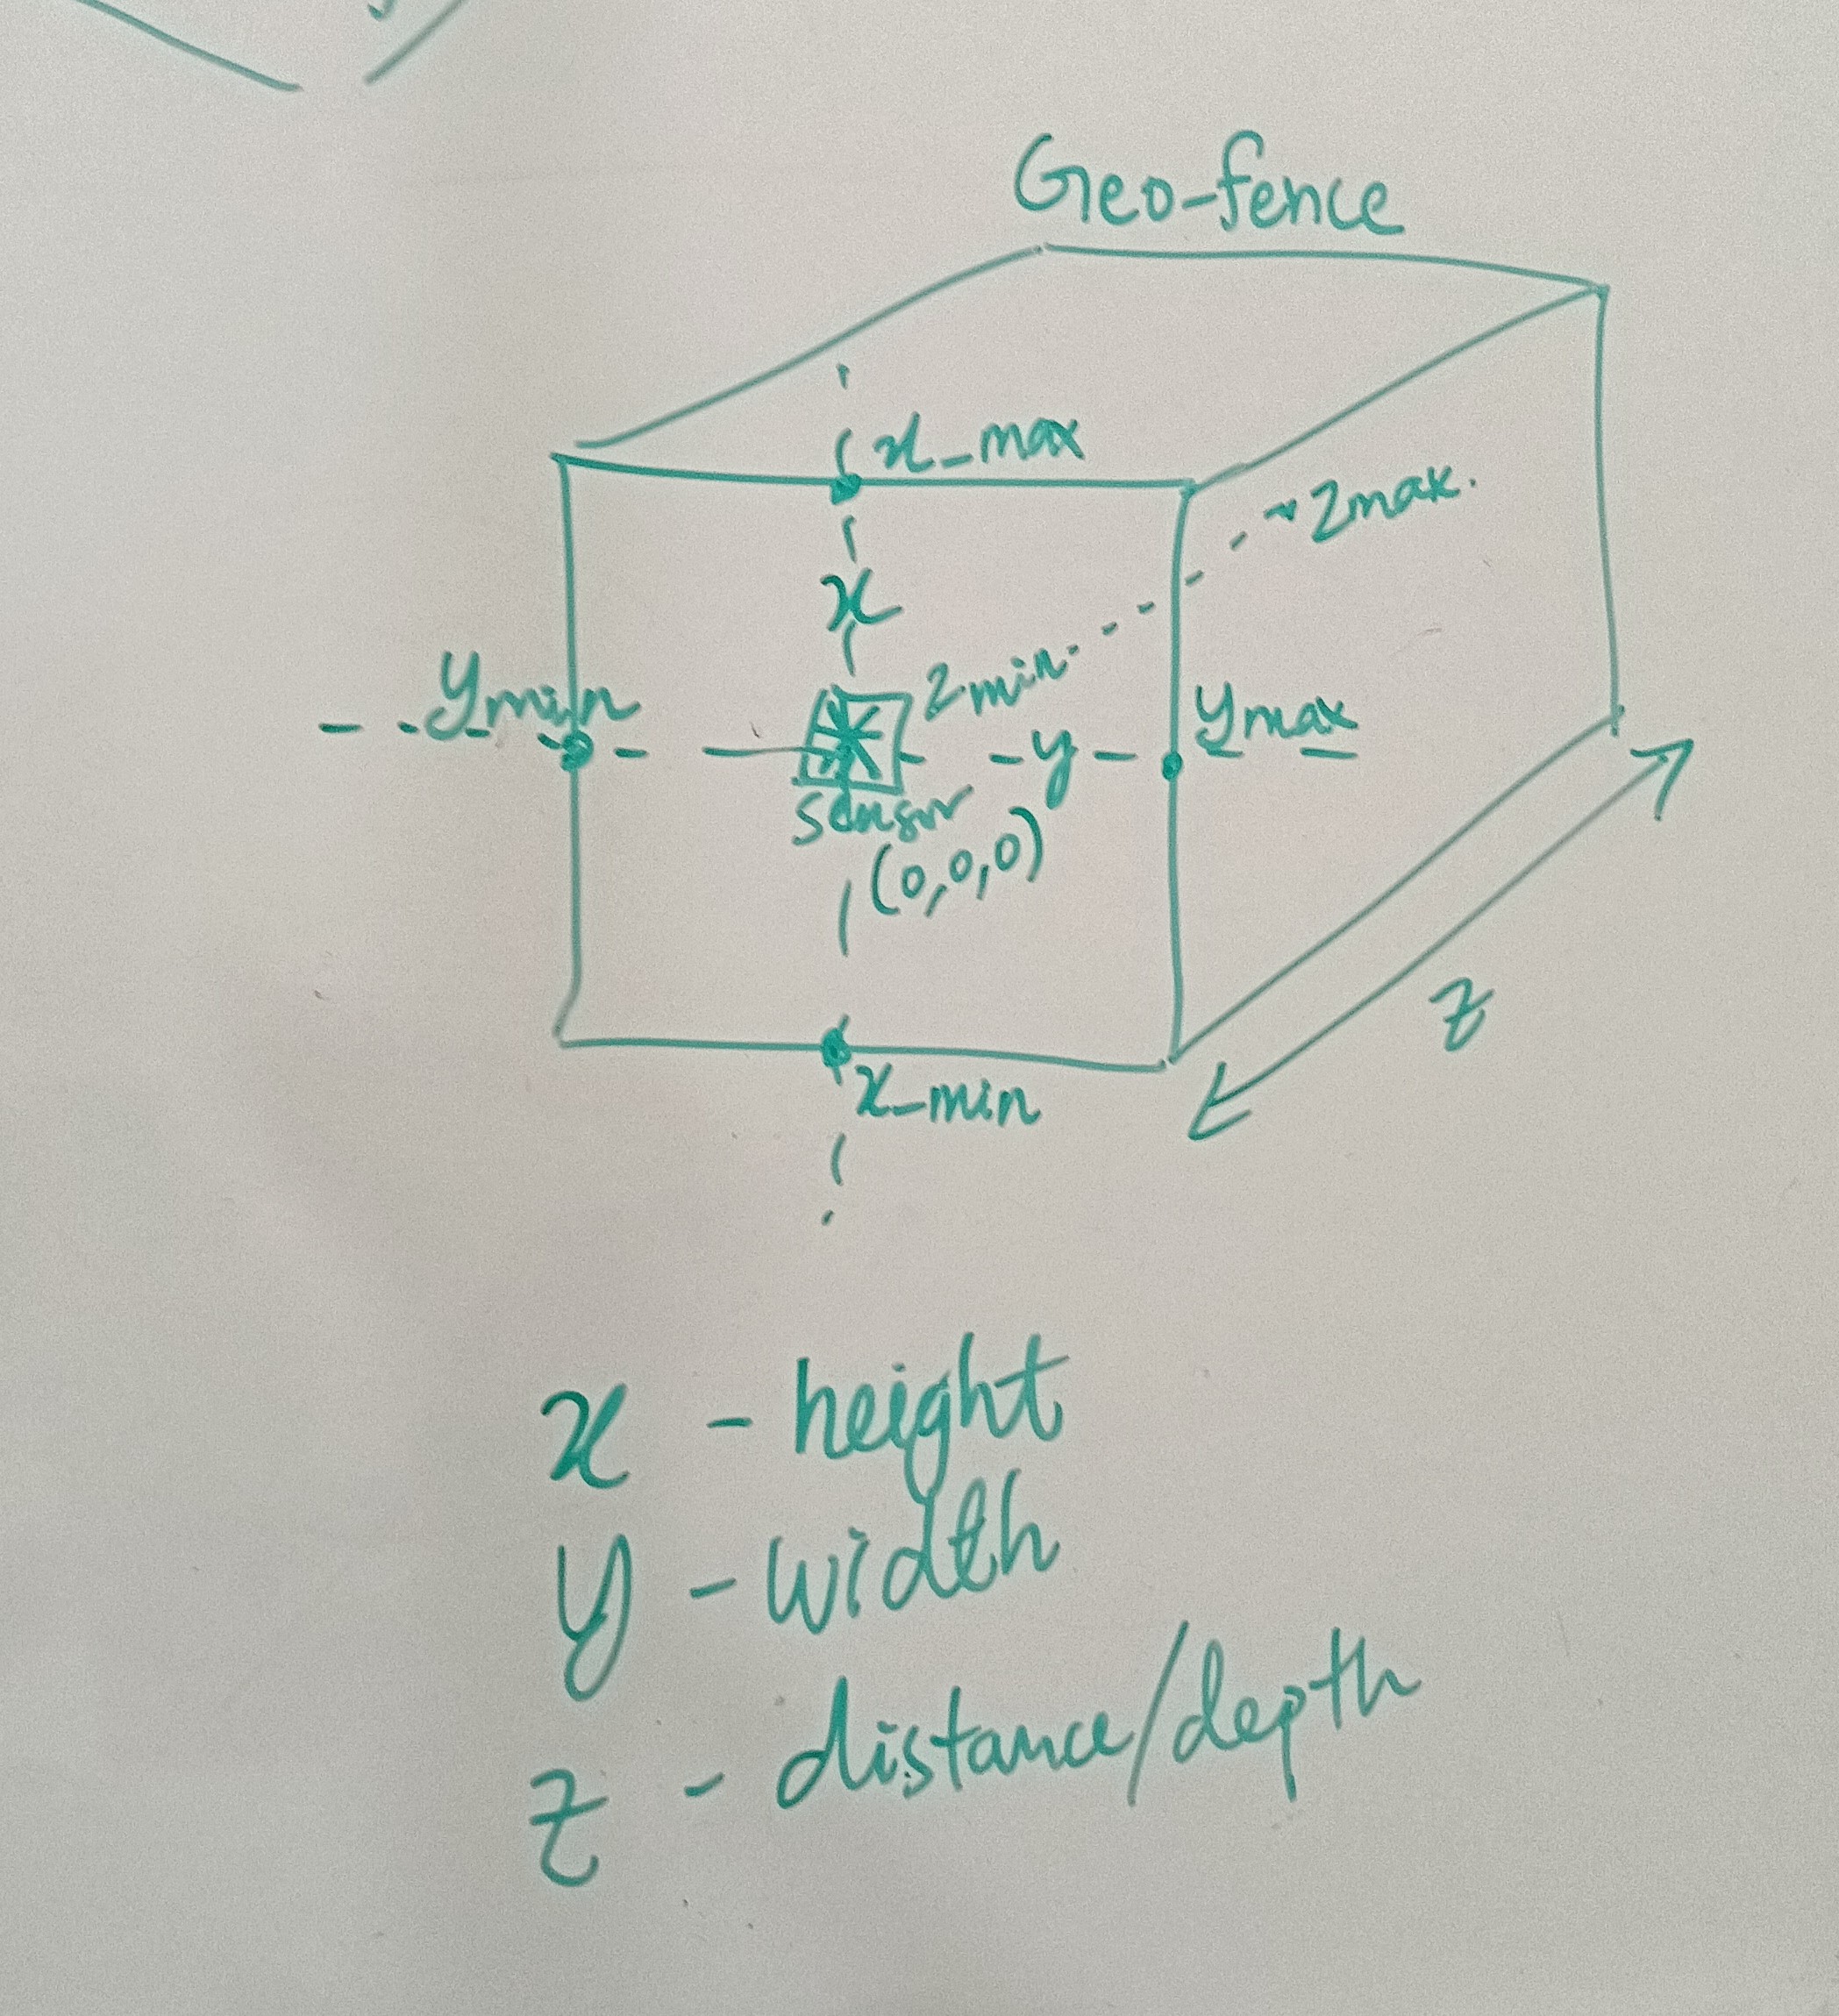 Geo-fence
x_max
zmax.
x
zmin
ymin
y
ymax
sensor
(0,0,0)
z
x_min
x - height
y - width
z - distance/depth